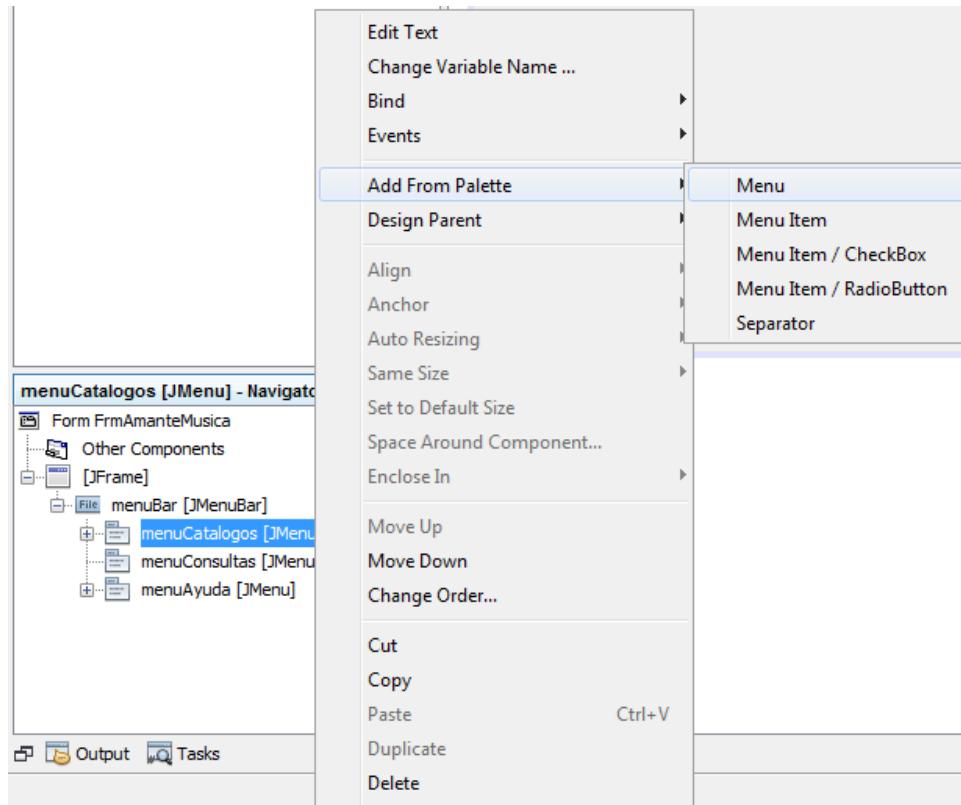 Edit Text
Change Variable Name ...
Bind
Events
Add From Palette
Design Parent
Align
Anchor
Auto Resizing
Same Size
Set to Default Size
Space Around Component...
Enclose In
Move Up
Move Down
Change Order...
Cut
Copy
Paste Ctrl+V
Duplicate
Delete
Menu
Menu Item
Menu Item / CheckBox
Menu Item / RadioButton
Separator
menuCatalogos [JMenu] - Navigato
Form FrmAmanteMusica
Other Components
[JFrame]
File menuBar [JMenuBar]
menuCatalogos [JMenu
menuConsultas [JMenu
menuAyuda [JMenu]
Output Tasks